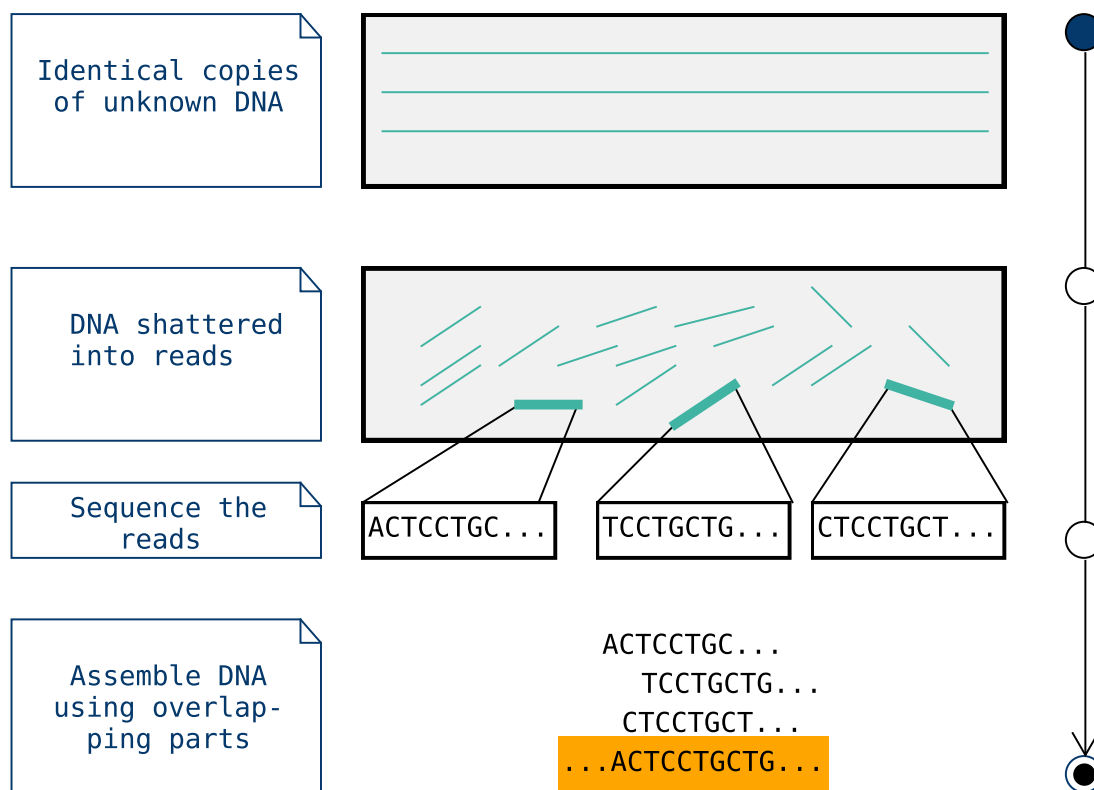 Identical copies
of unknown DNA
DNA shattered
into reads
Sequence the
reads
ACTCCTGC...
TCCTGCTG...
CTCCTGCT...
Assemble DNA
using overlap-
ping parts
ACTCCTGC...
TCCTGCTG...
CTCCTGCT...
...ACTCCTGCTG...